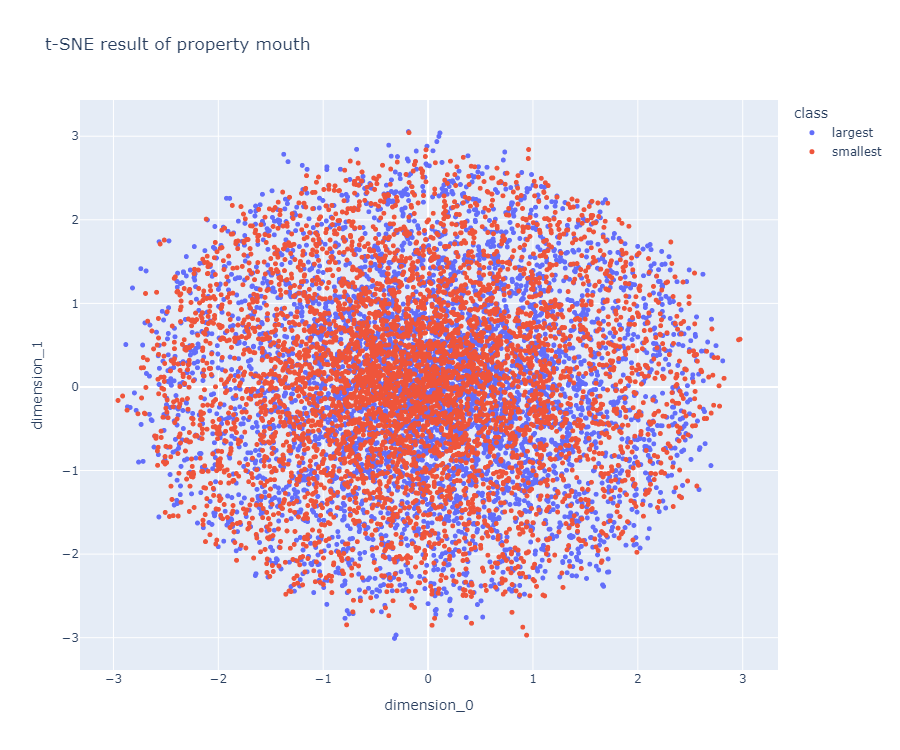 t-SNE result of property mouth
class
largest
smallest
3
2
1
0
−1
−2
−3
dimension_1
−3
−2
−1
0
1
2
3
dimension_0